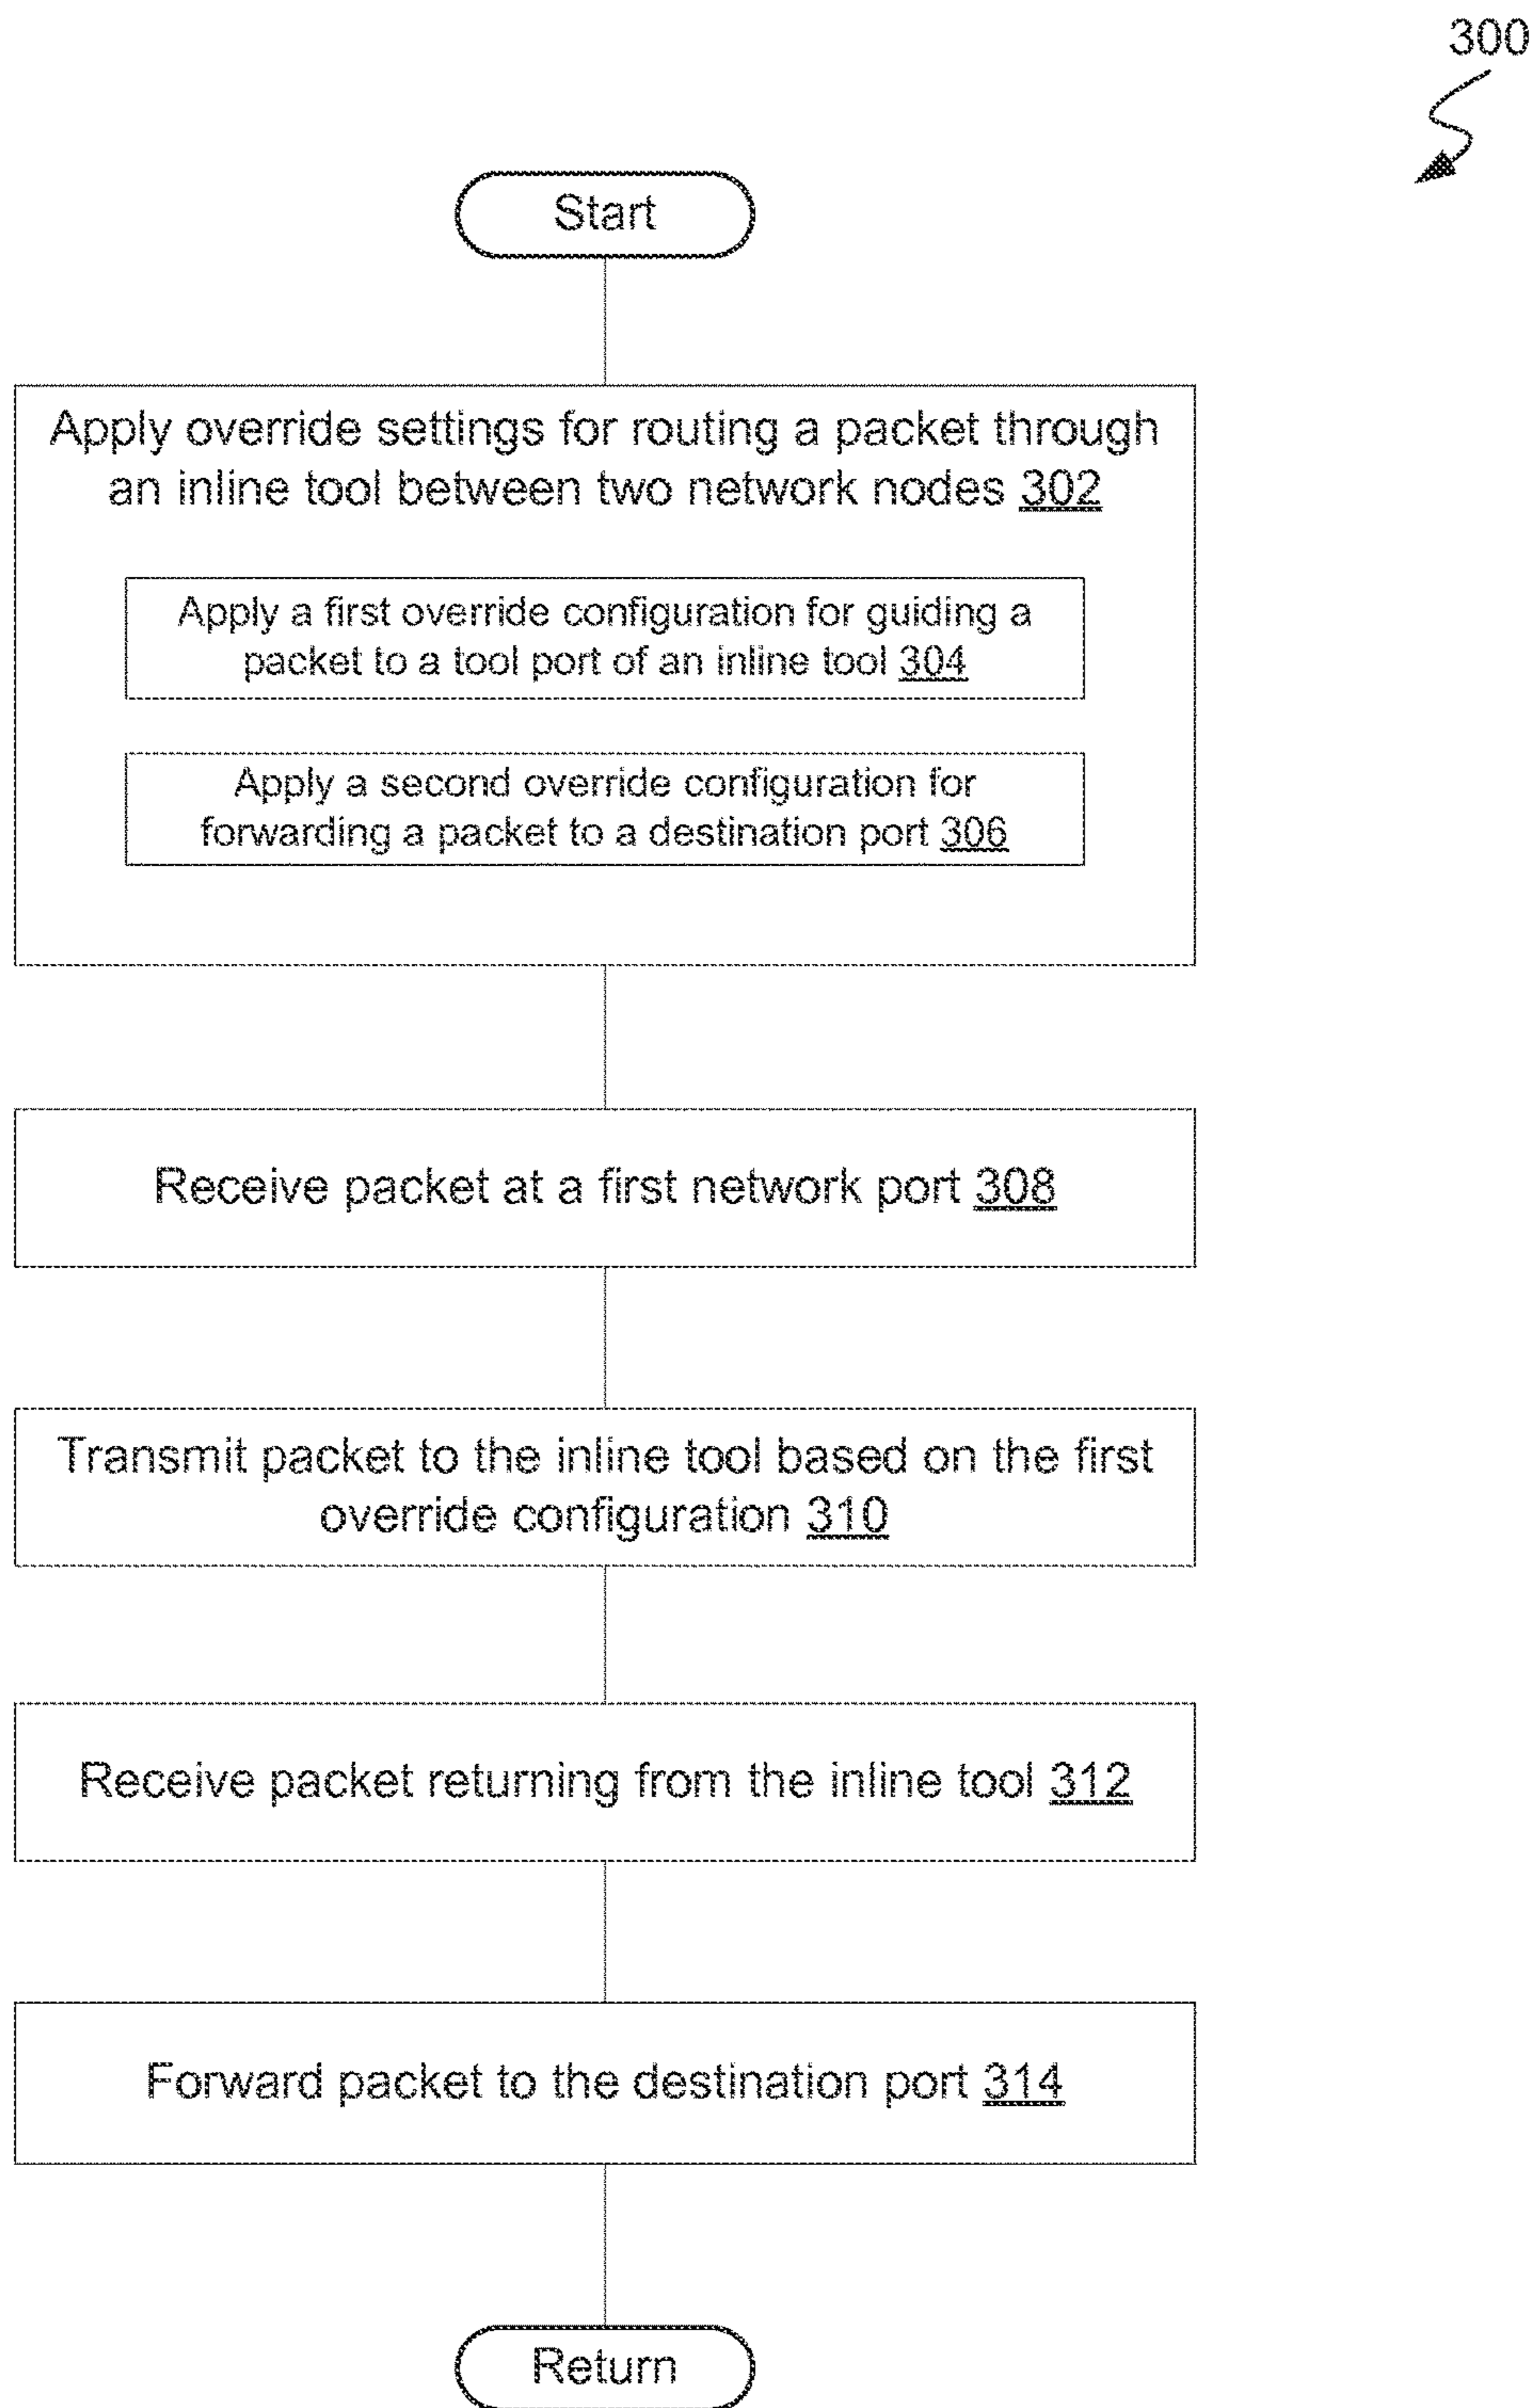 300
Start
Apply override settings for routing a packet through
an inline tool between two network nodes 302
Apply a first override configuration for guiding a
packet to a tool port of an inline tool 304
Apply a second override configuration for
forwarding a packet to a destination port 306
Receive packet at a first network port 308
Transmit packet to the inline tool based on the first
override configuration 310
Receive packet returning from the inline tool 312
Forward packet to the destination port 314
Return